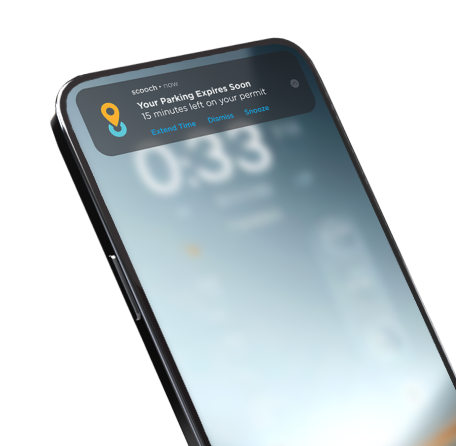 scooch • now
Your Parking Expires Soon
15 minutes left on your permit
Extend Time Dismiss Snooze
0:33